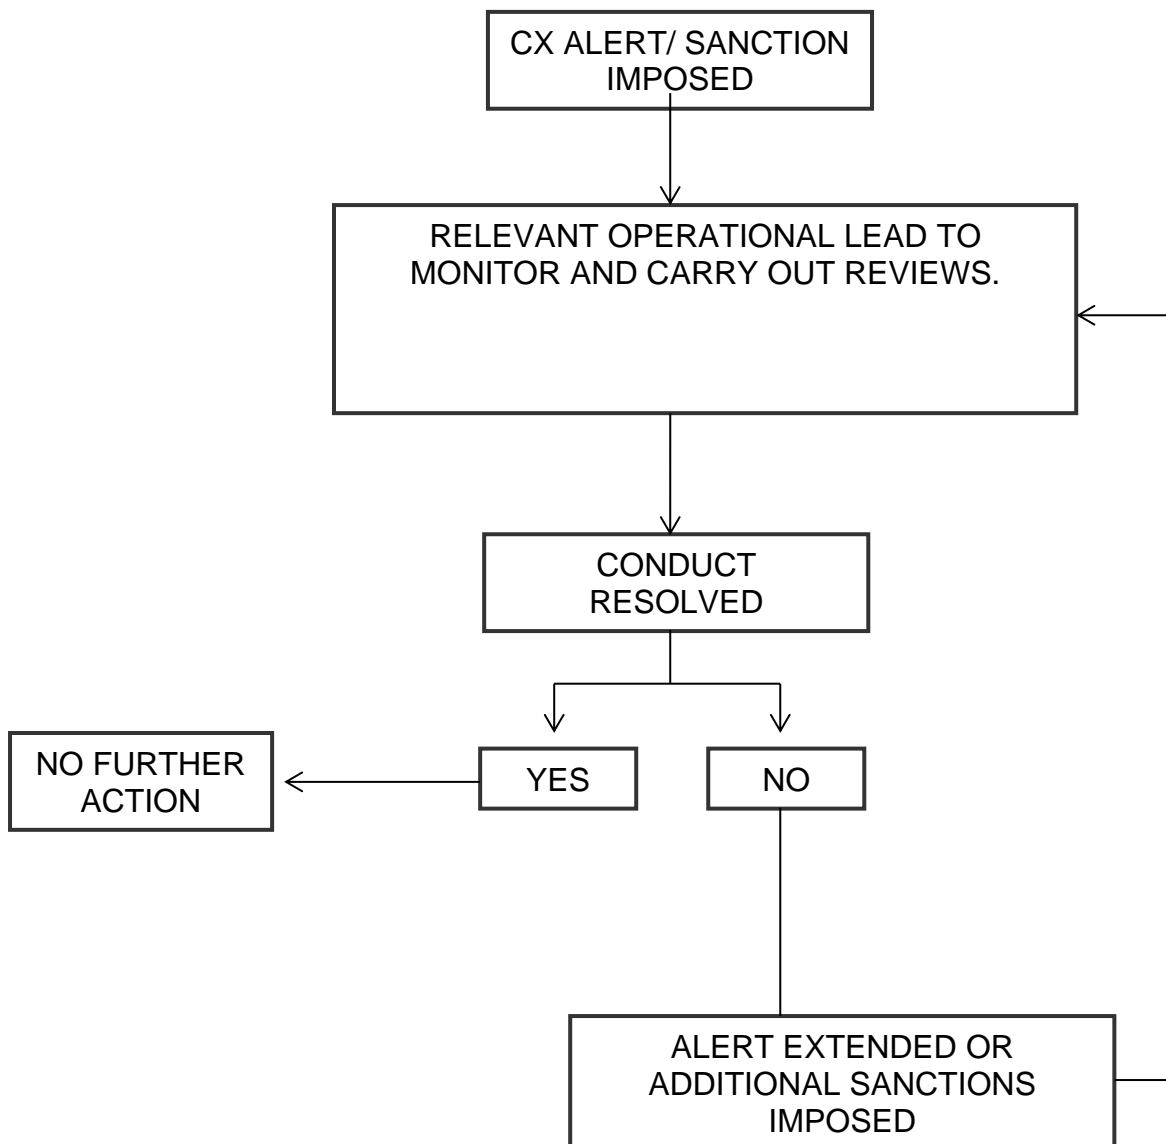 CX ALERT/ SANCTION
IMPOSED
RELEVANT OPERATIONAL LEAD TO
MONITOR AND CARRY OUT REVIEWS.
CONDUCT
RESOLVED
NO FURTHER
ACTION
YES
NO
ALERT EXTENDED OR
ADDITIONAL SANCTIONS
IMPOSED